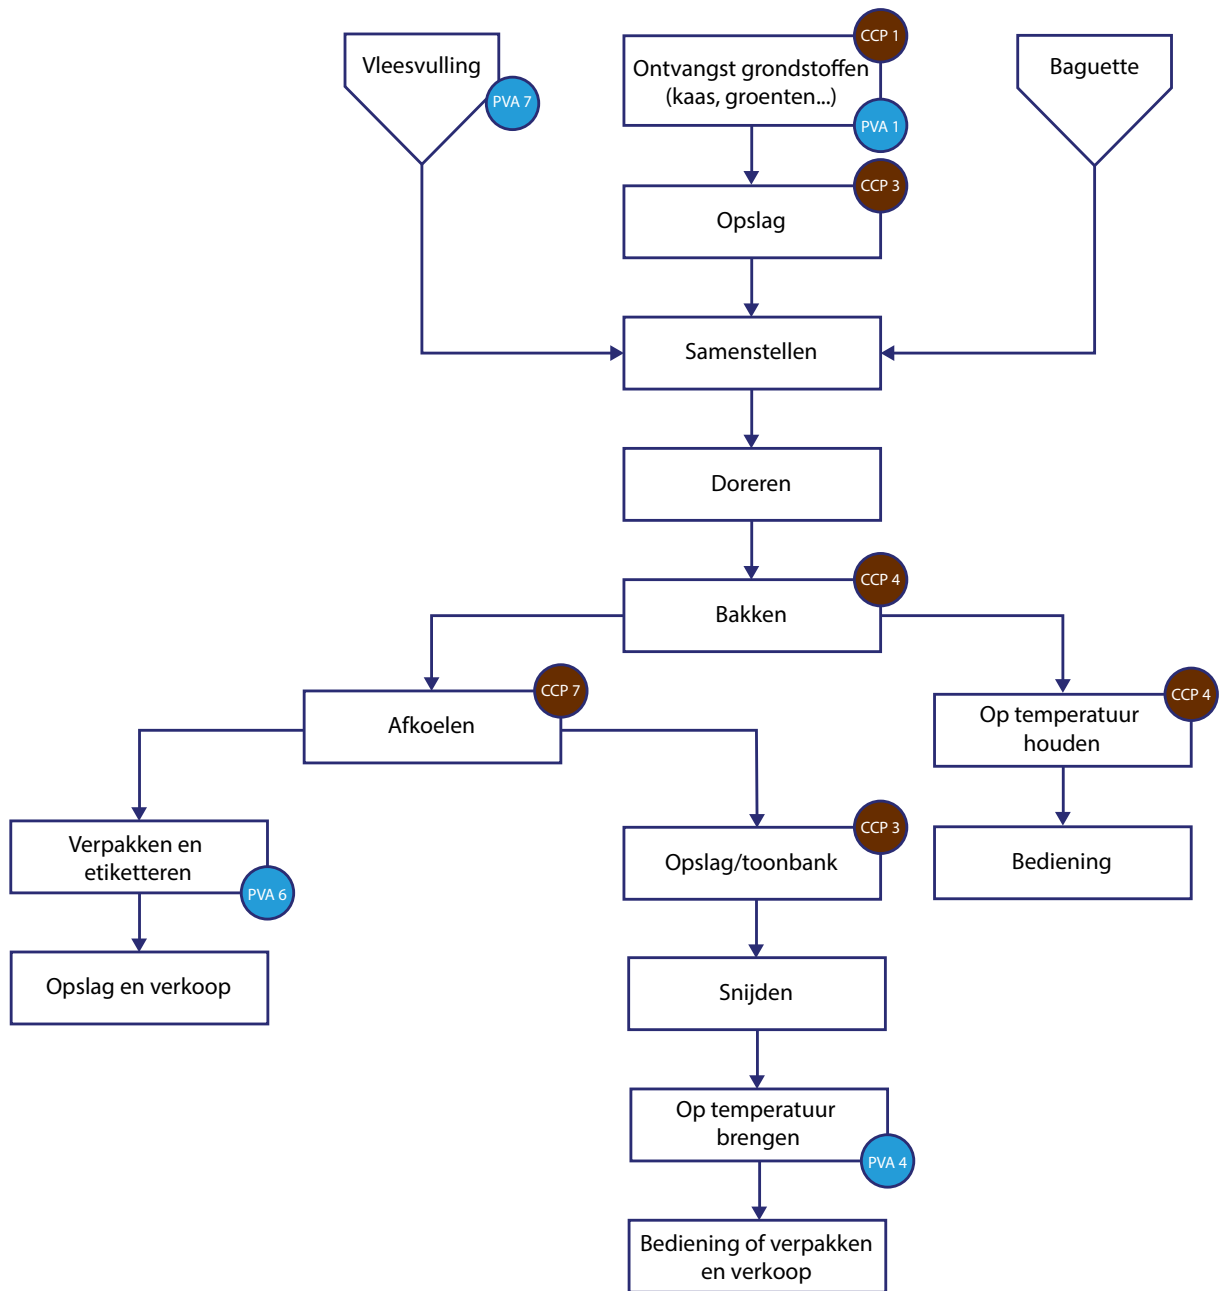 CCP 1
Vleesvulling
Ontvangst grondstoffen
(kaas, groenten...)
Baguette
PVA 7
PVA 1
CCP 3
Opslag
Samenstellen
Doreren
CCP 4
Bakken
CCP 7
Afkoelen
CCP 4
Op temperatuur
houden
Verpakken en
etiketteren
PVA 6
CCP 3
Opslag/toonbank
Bediening
Opslag en verkoop
Snijden
Op temperatuur
brengen
PVA 4
Bediening of verpakken
en verkoop